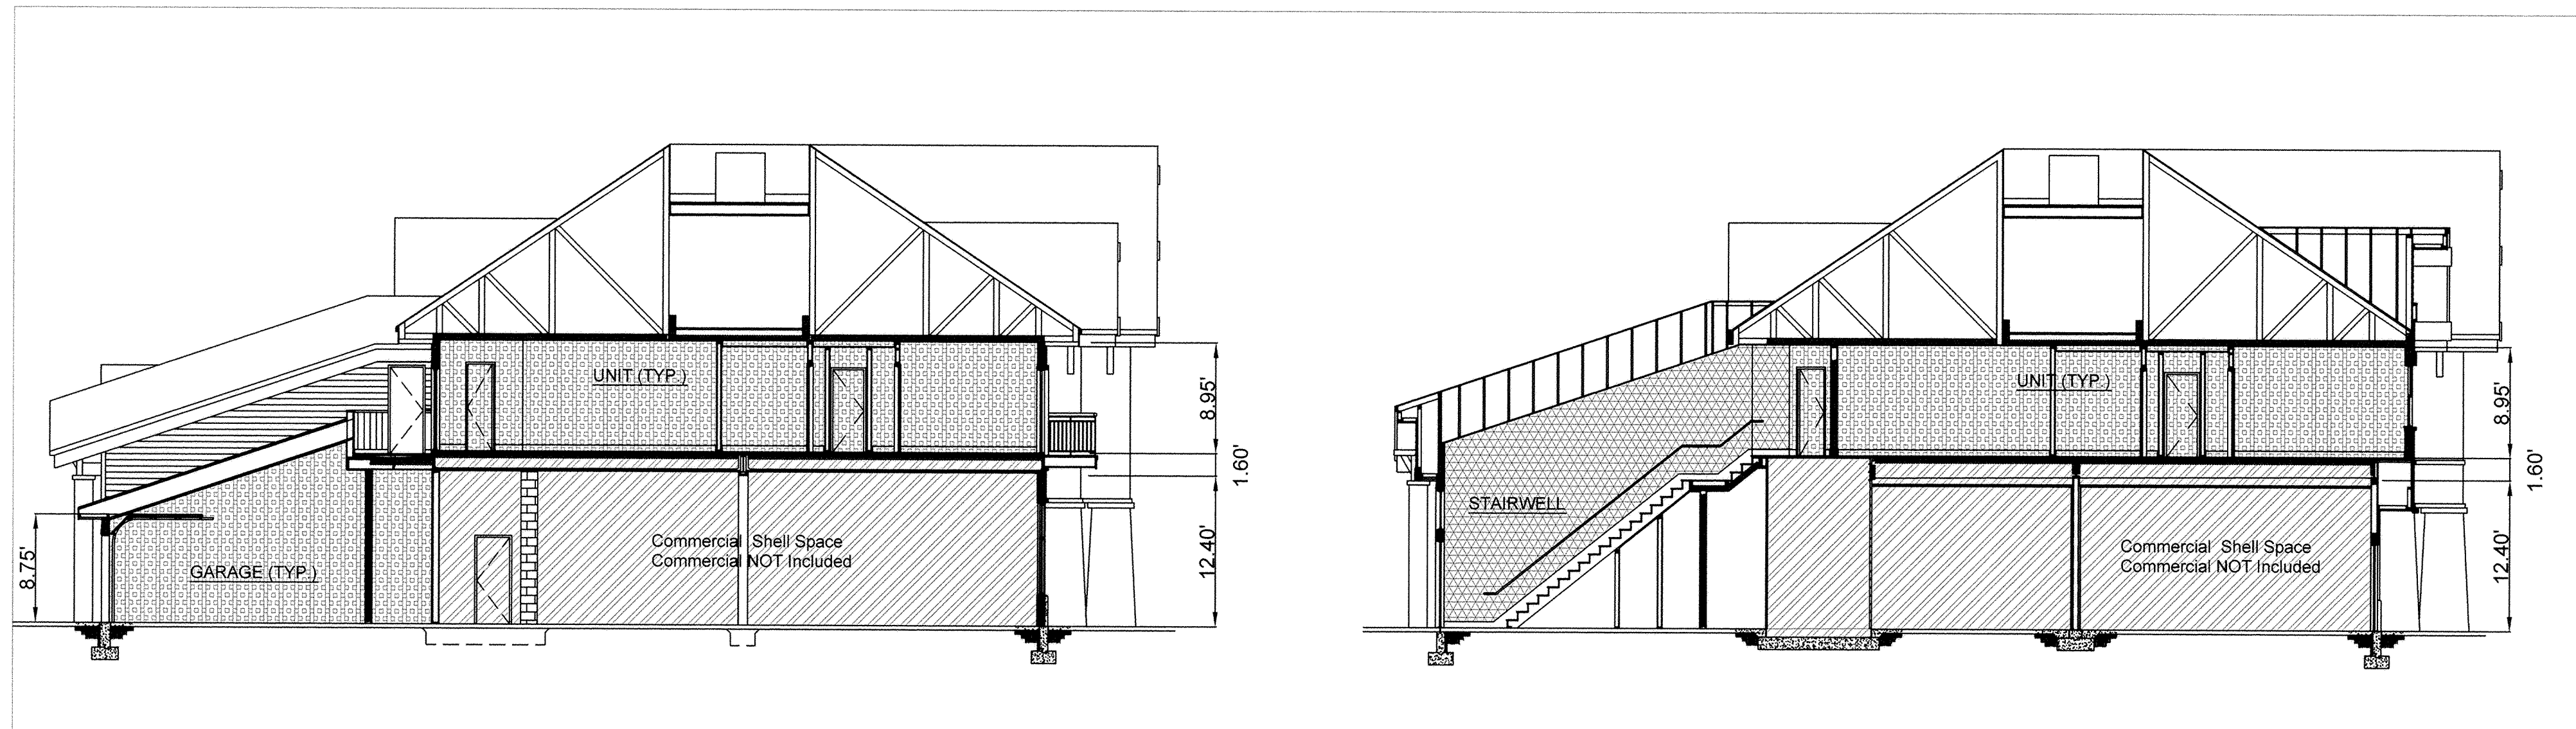 UNIT (TYP.)
8.95'
1.60'
Commercial Shell Space
Commercial NOT Included
12.40'
GARAGE (TYP.)
8.75'
UNIT (TYP.)
8.95'
1.60'
STAIRWELL
Commercial Shell Space
Commercial NOT Included
12.40'